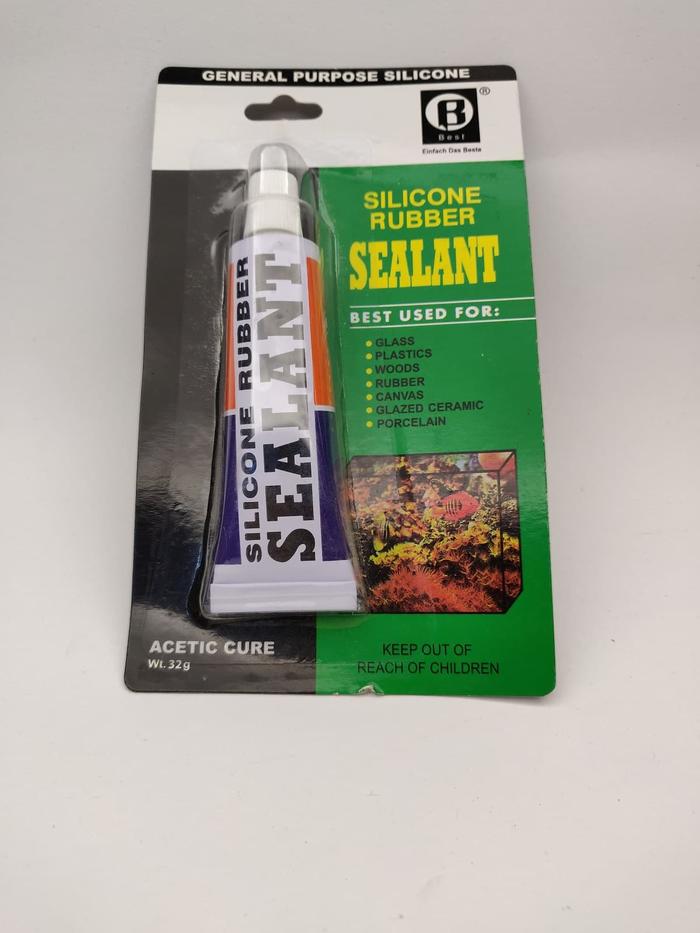 GENERAL PURPOSE SILICONE
B
®
Best
Einfach Das Beste
SILICONE
RUBBER
SEALANT
BEST USED FOR:
GLASS
PLASTICS
WOODS
RUBBER
CANVAS
GLAZED CERAMIC
PORCELAIN
SILICONE RUBBER
SEALANT
ACETIC CURE
Wt. 32g
KEEP OUT OF
REACH OF CHILDREN